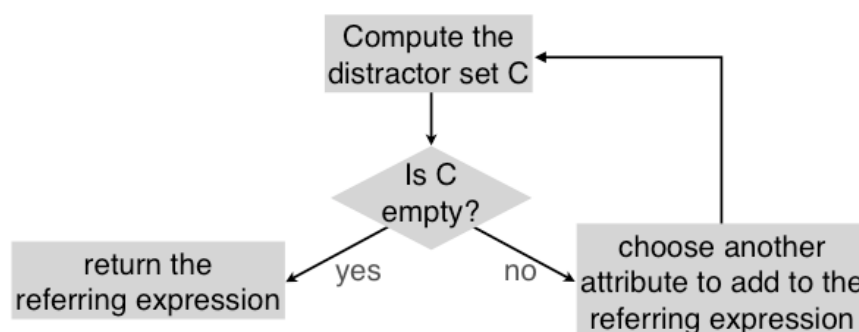 Compute the
distractor set C
Is C
empty?
yes
no
return the
referring expression
choose another
attribute to add to the
referring expression